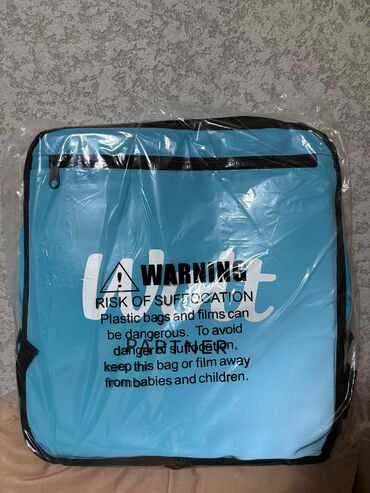 Wolt
WARNING
RISK OF SUFFOCATION
Plastic bags and films can
be dangerous. To avoid
PARTNER
danger of suffocation,
keep this bag or film away
from babies and children.